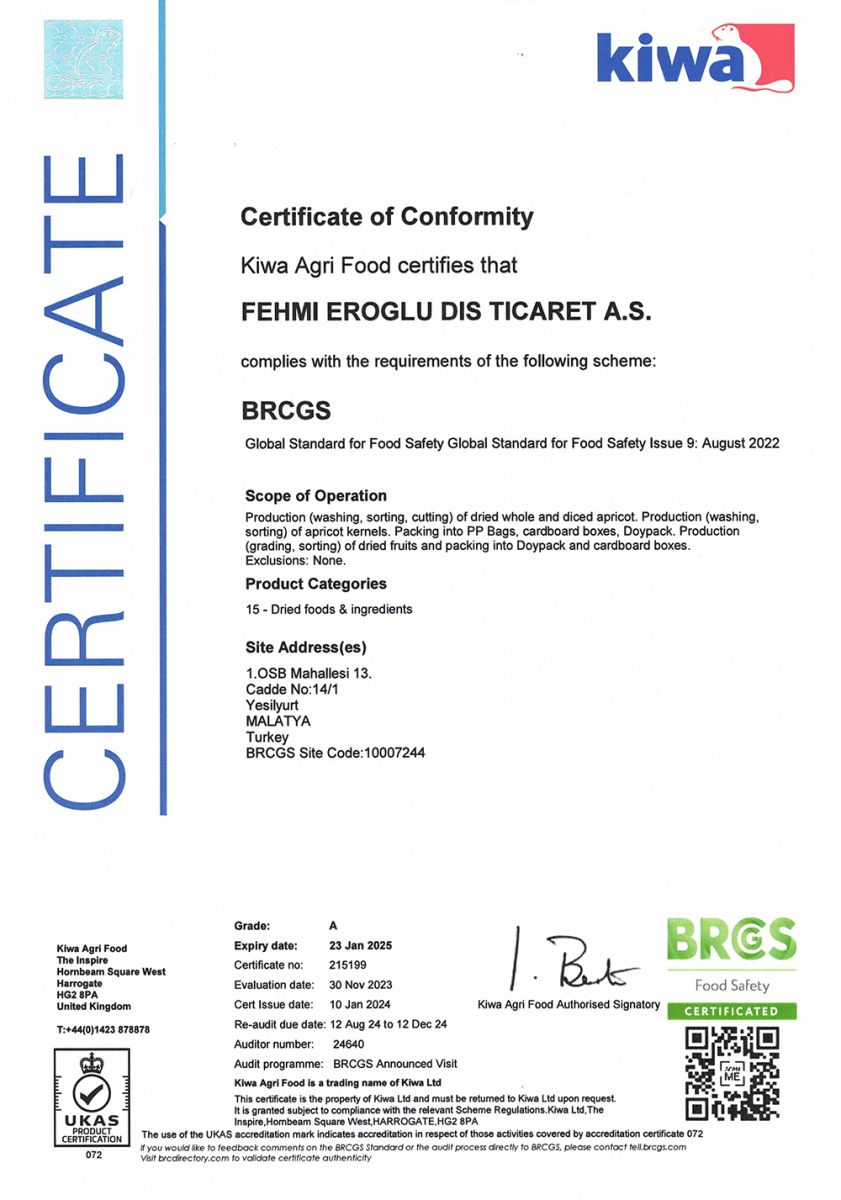 kiwa
CERTIFICATE
Certificate of Conformity
Kiwa Agri Food certifies that
FEHMI EROGLU DIS TICARET A.S.
complies with the requirements of the following scheme:
BRCGS
Global Standard for Food Safety Global Standard for Food Safety Issue 9: August 2022
Scope of Operation
Production (washing, sorting, cutting) of dried whole and diced apricot. Production (washing,
sorting) of apricot kernels. Packing into PP Bags, cardboard boxes, Doypack. Production
(grading, sorting) of dried fruits and packing into Doypack and cardboard boxes.
Exclusions: None.
Product Categories
15 - Dried foods & ingredients
Site Address(es)
1.OSB Mahallesi 13.
Cadde No:14/1
Yesilyurt
MALATYA
Turkey
BRCGS Site Code:10007244
Kiwa Agri Food
The Inspire
Hornbeam Square West
Harrogate
HG2 8PA
United Kingdom
T:+44(0)1423 878878
UKAS
PRODUCT
CERTIFICATION
072
Grade: A
Expiry date: 23 Jan 2025
Certificate no: 215199
Evaluation date: 30 Nov 2023
Cert Issue date: 10 Jan 2024
Re-audit due date: 12 Aug 24 to 12 Dec 24
Auditor number: 24640
Audit programme: BRCGS Announced Visit
Kiwa Agri Food is a trading name of Kiwa Ltd
This certificate is the property of Kiwa Ltd and must be returned to Kiwa Ltd upon request.
It is granted subject to compliance with the relevant Scheme Regulations.Kiwa Ltd,The
Inspire,Hornbeam Square West,HARROGATE,HG2 8PA
Kiwa Agri Food Authorised Signatory
BRCGS
Food Safety
CERTIFICATED
ME
The use of the UKAS accreditation mark indicates accreditation in respect of those activities covered by accreditation certificate 072
If you would like to feedback comments on the BRCGS Standard or the audit process directly to BRCGS, please contact tell.brcgs.com
Visit brcdirectory.com to validate certificate authenticity